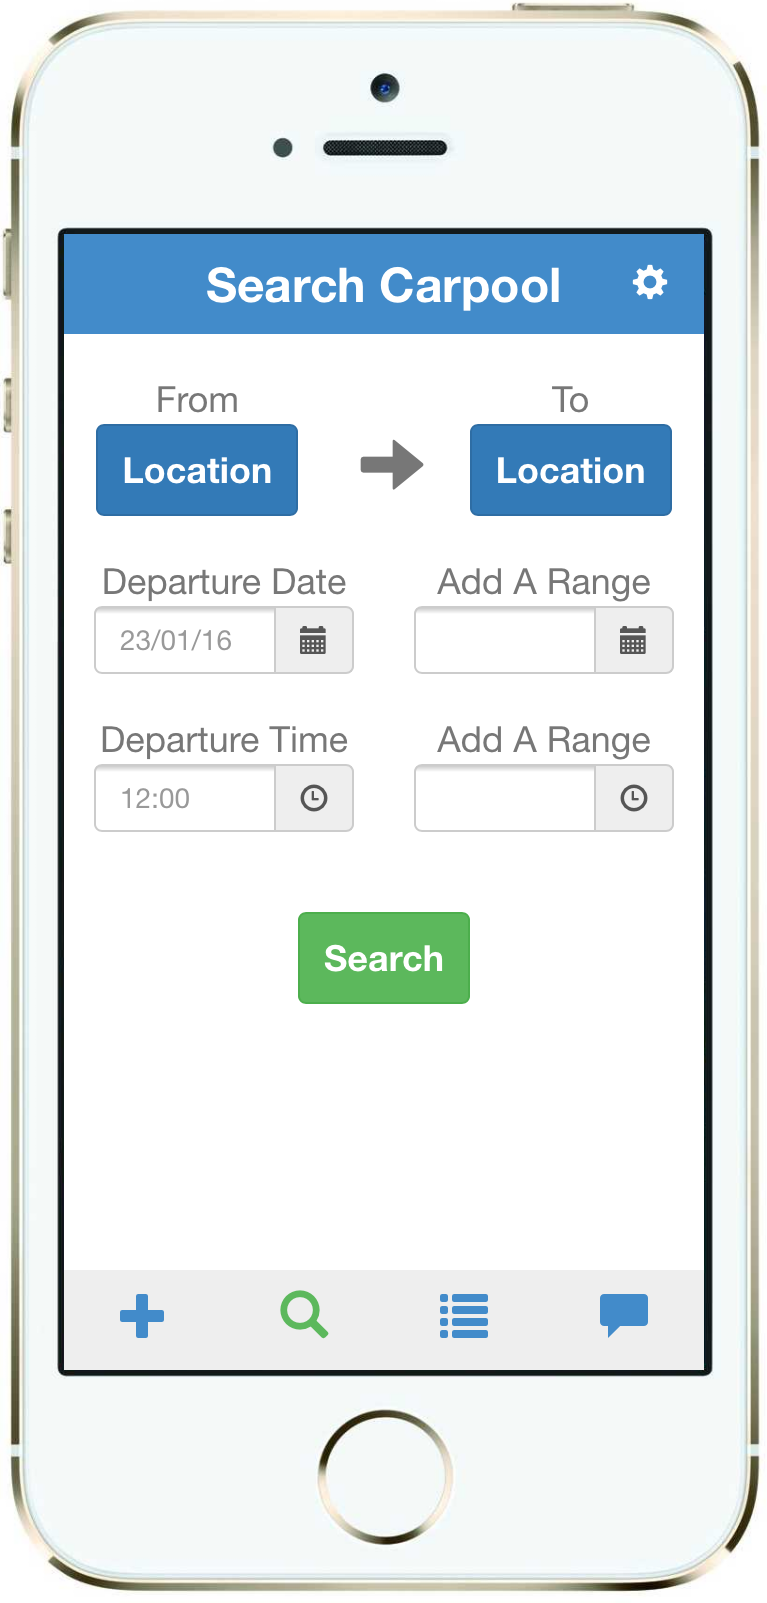 Search Carpool
From To
Location Location
Departure Date Add A Range
23/01/16
Departure Time Add A Range
12:00
Search